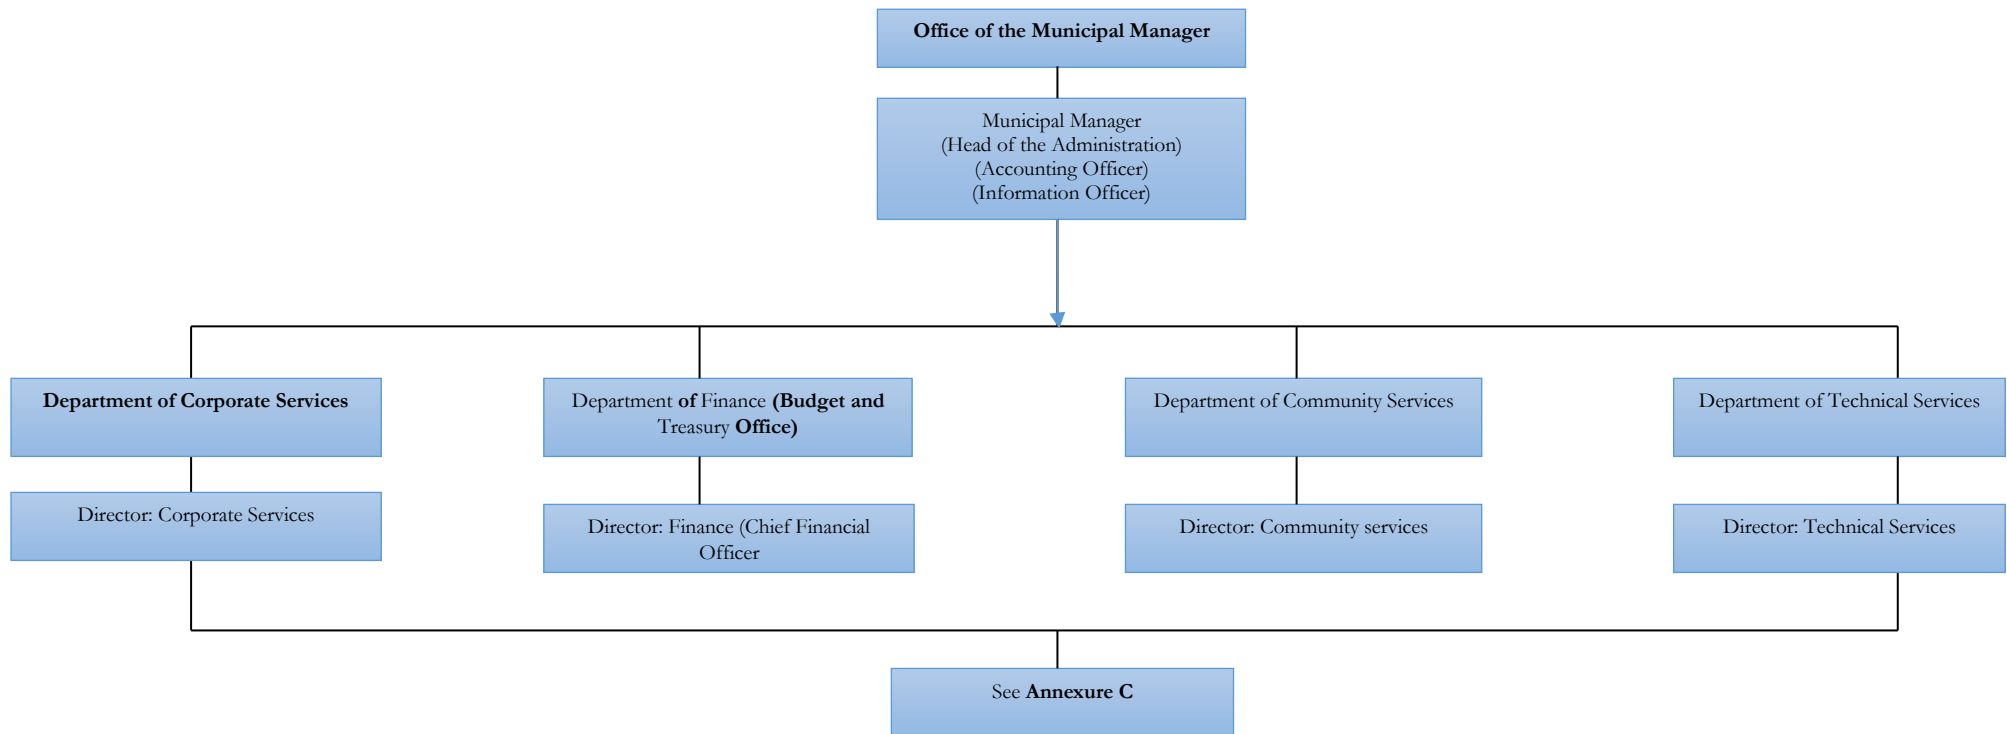 Office of the Municipal Manager
Municipal Manager
(Head of the Administration)
(Accounting Officer)
(Information Officer)
Department of Corporate Services
Department of Finance (Budget and
Treasury Office)
Department of Community Services
Department of Technical Services
Director: Corporate Services
Director: Finance (Chief Financial
Officer
Director: Community services
Director: Technical Services
See Annexure C